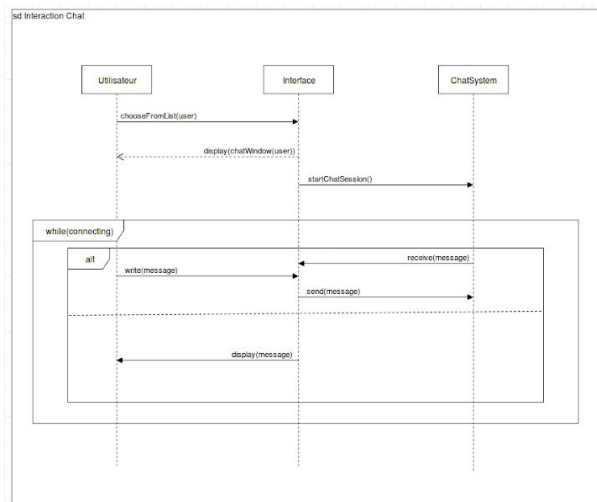 sd Interaction Chat
Utilisateur
Interface
ChatSystem
chooseFromList(user)
display(chatWindow(user))
startChatSession()
while(connecting)
alt
receive(message)
write(message)
send(message)
display(message)